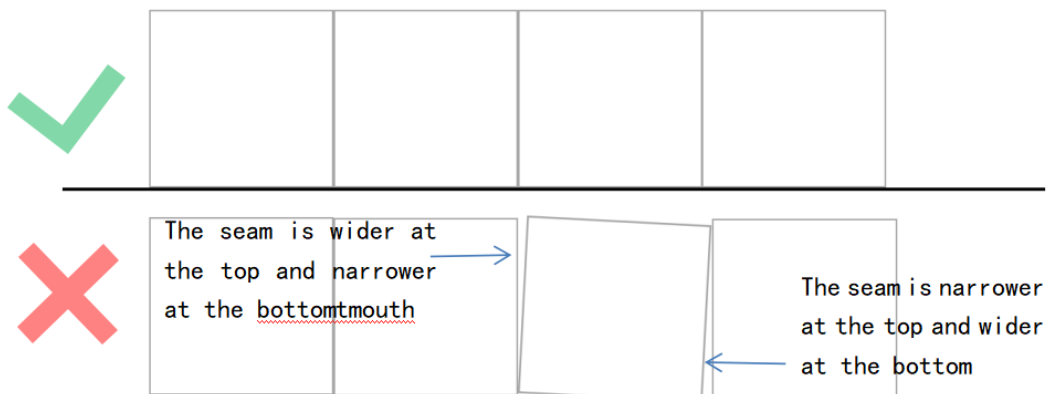 The seam is wider at
the top and narrower
at the bottomtmouth
The seam is narrower
at the top and wider
at the bottom